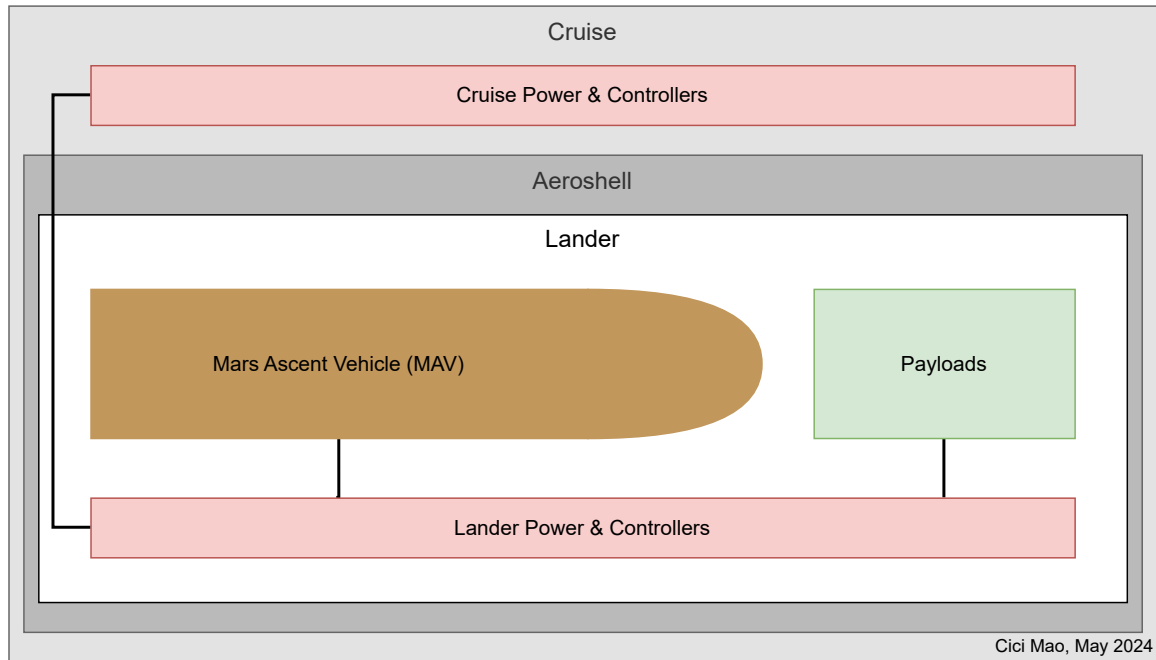 Cruise
Cruise Power & Controllers
Aeroshell
Lander
Mars Ascent Vehicle (MAV)
Payloads
Lander Power & Controllers
Cici Mao, May 2024